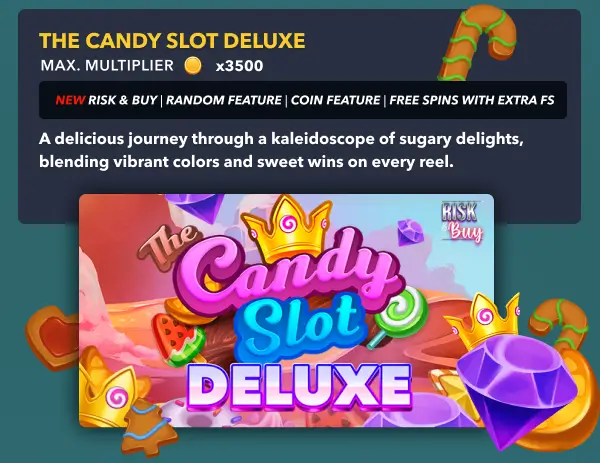 THE CANDY SLOT DELUXE
MAX. MULTIPLIER x3500
NEW RISK & BUY | RANDOM FEATURE | COIN FEATURE | FREE SPINS WITH EXTRA FS
A delicious journey through a kaleidoscope of sugary delights,
blending vibrant colors and sweet wins on every reel.
RISK
Buy
The
Candy
Slot
DELUXE